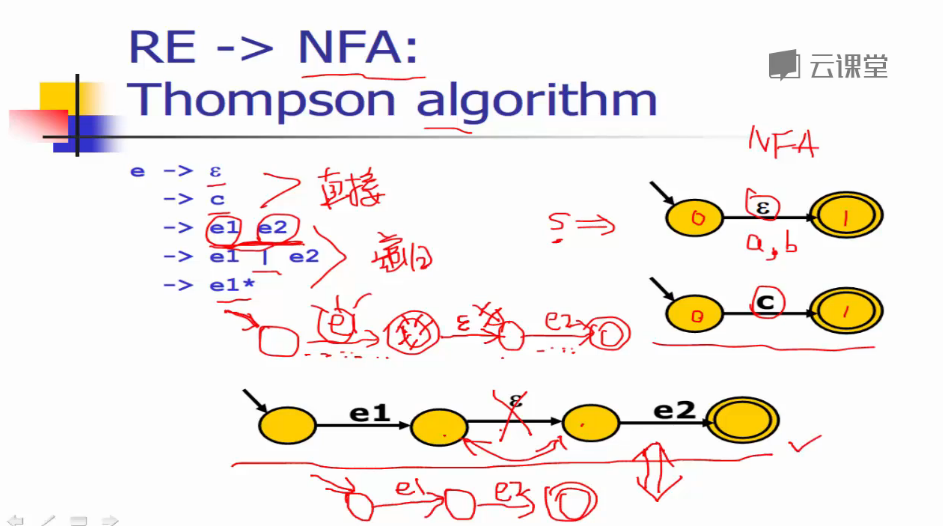 RE -> NFA:
Thompson algorithm
云课堂
NFA
e -> ε
-> c
-> e1 e2
-> e1 | e2
-> e1*
直接
递归
S ⇒
0 ε 1
a, b
0 c 1
e1 ε e2
e1 ε e2
e1 e2